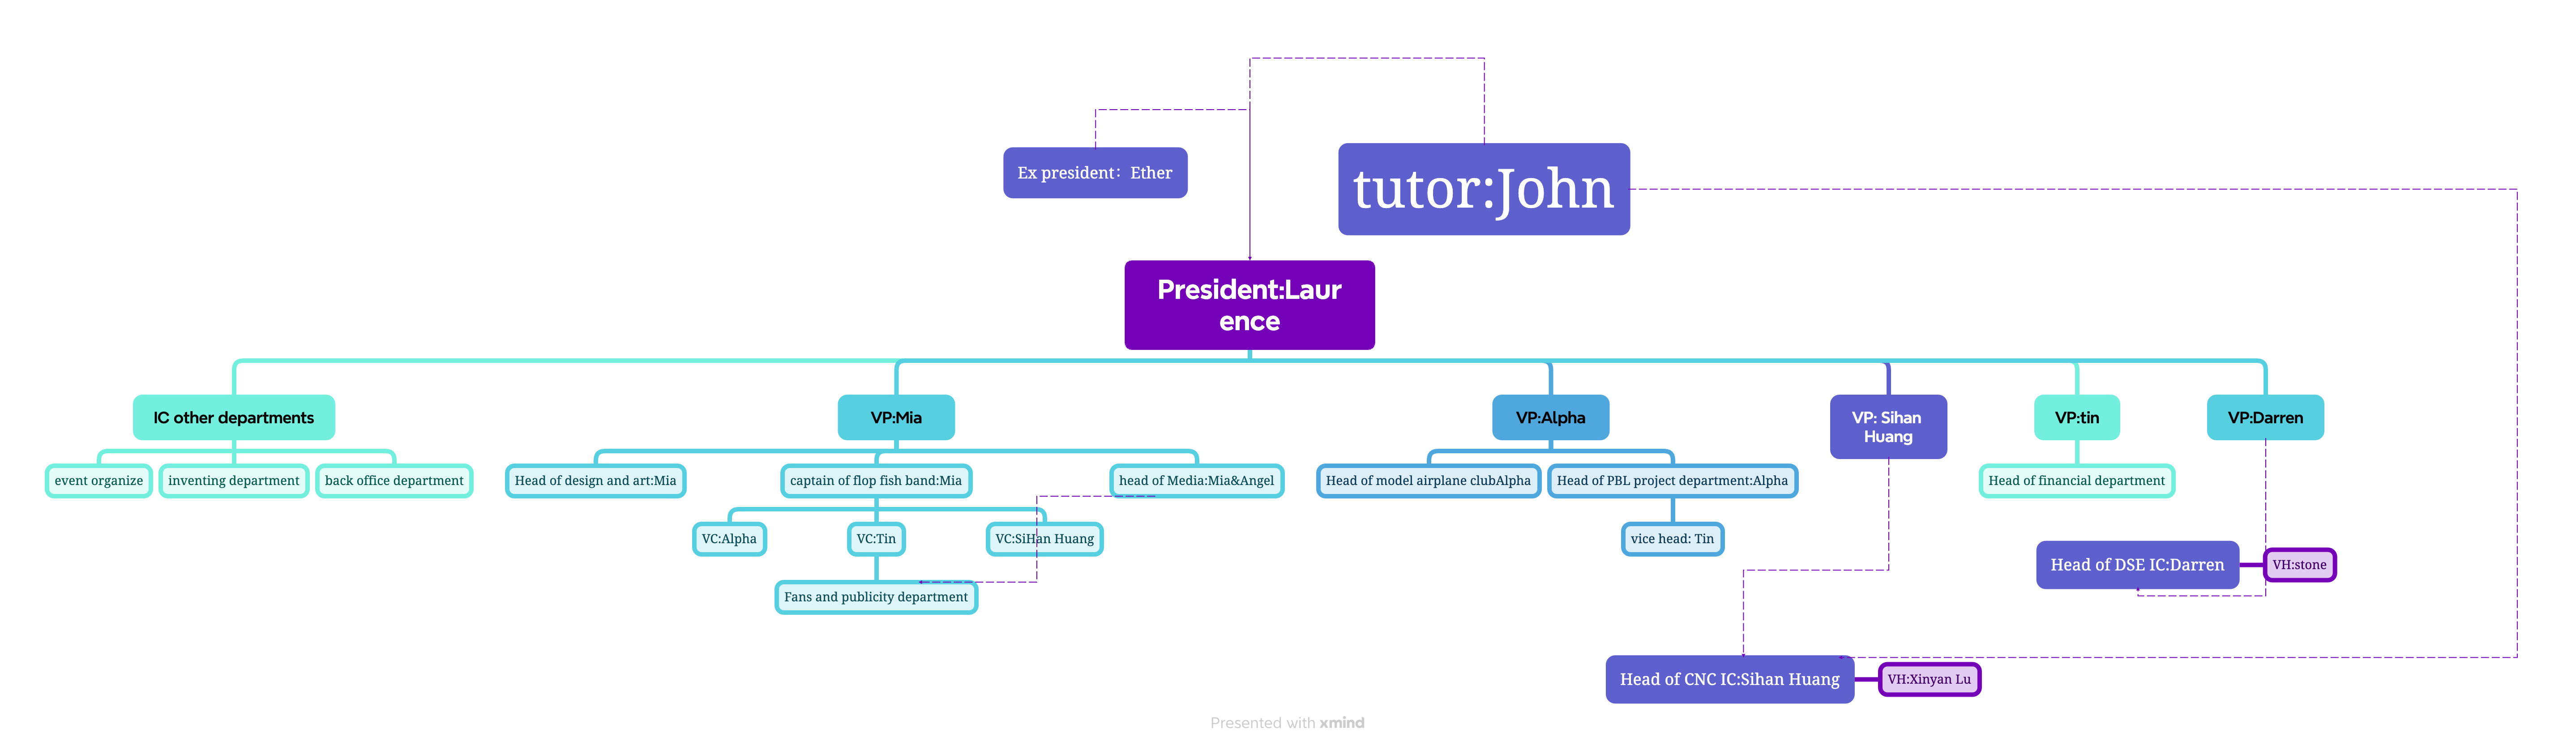 Ex president：Ether
tutor:John
President:Laur
ence
IC other departments
VP:Mia
VP:Alpha
VP: Sihan
Huang
VP:tin
VP:Darren
event organize
inventing department
back office department
Head of design and art:Mia
captain of flop fish band:Mia
head of Media:Mia&Angel
Head of model airplane clubAlpha
Head of PBL project department:Alpha
Head of financial department
VC:Alpha
VC:Tin
VC:SiHan Huang
vice head: Tin
Head of DSE IC:Darren
VH:stone
Fans and publicity department
Head of CNC IC:Sihan Huang
VH:Xinyan Lu
Presented with xmind